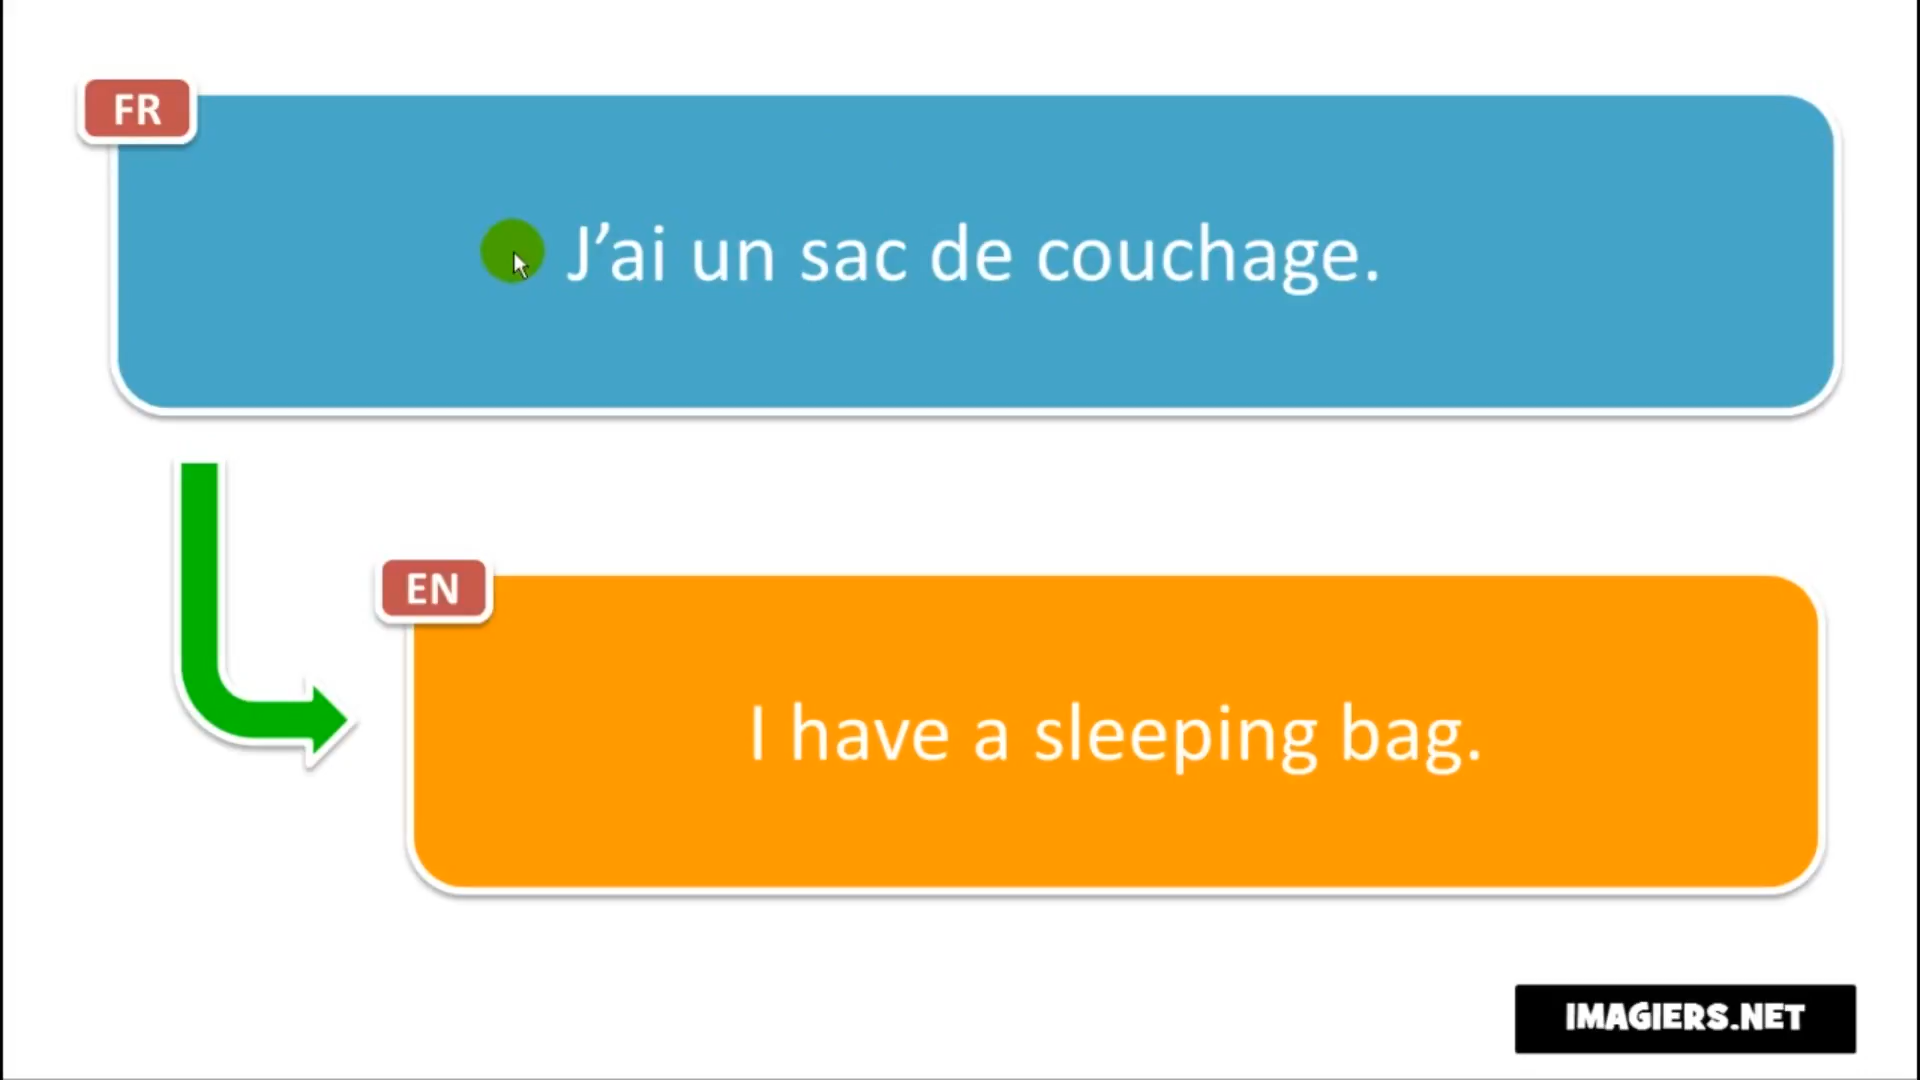 FR
J’ai un sac de couchage.
EN
I have a sleeping bag.
IMAGIERS.NET